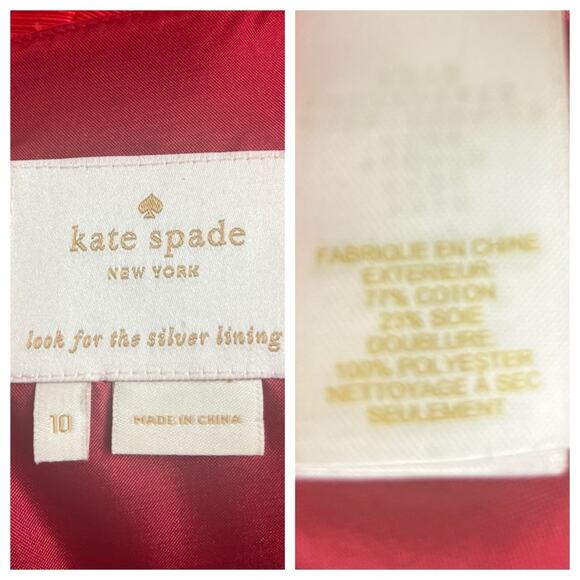 kate spade
NEW YORK
look for the silver lining
10
MADE IN CHINA
FABRIQUE EN CHINE
EXTERIEUR
77% COTON
23% SOIE
DOUBLURE
100% POLYESTER
NETTOYAGE A SEC
SEULEMENT